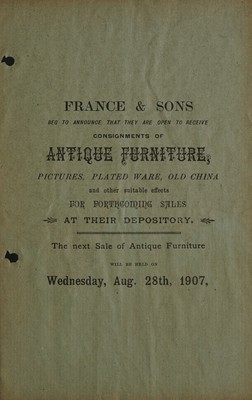 FRANCE & SONS
BEG TO ANNOUNCE THAT THEY ARE OPEN TO RECEIVE
CONSIGNMENTS OF
ANTIQUE FURNITURE,
PICTURES, PLATED WARE, OLD CHINA
and other suitable effects
FOR FORTHCOMING SALES
AT THEIR DEPOSITORY.
The next Sale of Antique Furniture
WILL BE HELD ON
Wednesday, Aug. 28th, 1907,